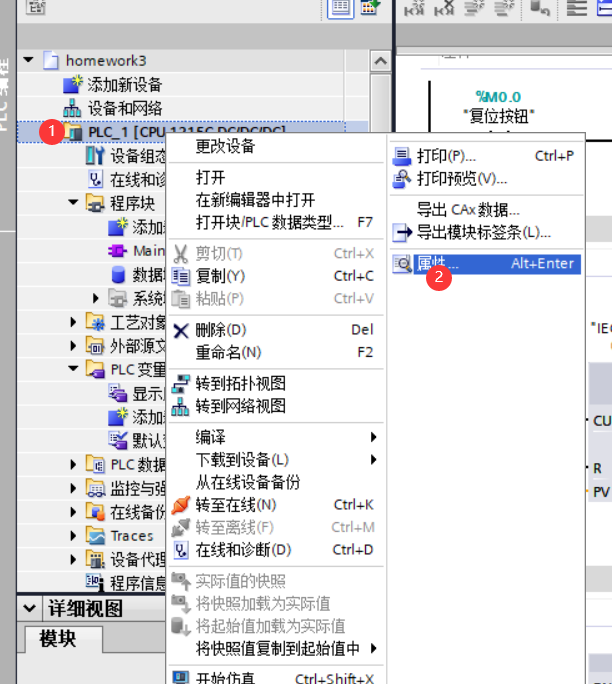 PLC 编程
homework3
添加新设备
设备和网络
1
PLC_1 [CPU 1215C DC/DC/DC]
设备组态
在线和诊
程序块
添加
Main
数据
系统
工艺对象
外部源文
PLC 变量
显示
添加
默认
PLC 数据
监控与强
在线备份
Traces
设备代理
程序信息
详细视图
模块
更改设备
打开
在新编辑器中打开
打开块/PLC 数据类型... F7
剪切(T) Ctrl+X
复制(Y) Ctrl+C
粘贴(P) Ctrl+V
删除(D) Del
重命名(N) F2
转到拓扑视图
转到网络视图
编译
下载到设备(L)
从在线设备备份
转至在线(N) Ctrl+K
转至离线(F) Ctrl+M
在线和诊断(D) Ctrl+D
实际值的快照
将快照加载为实际值
将起始值加载为实际值
将快照值复制到起始值中
开始仿真 Ctrl+Shift+X
打印(P)... Ctrl+P
打印预览(V)...
导出 CAx 数据...
导出模块标签条(L)...
属性... Alt+Enter
2
%M0.0
"复位按钮"
"IEC
CU
R
PV